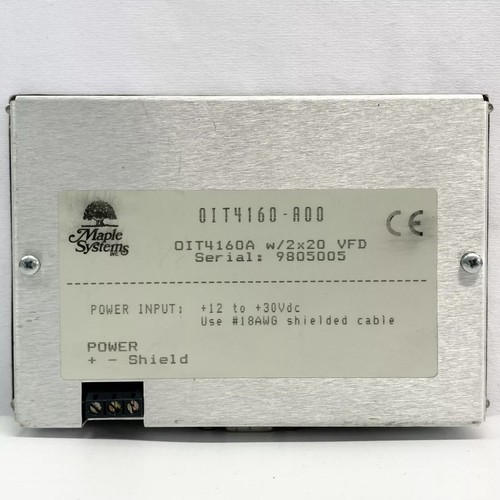 Maple
Systems
INC.
OIT4160-A00
CE
OIT4160A w/2x20 VFD
Serial: 9805005
POWER INPUT: +12 to +30Vdc
Use #18AWG shielded cable
POWER
+ - Shield